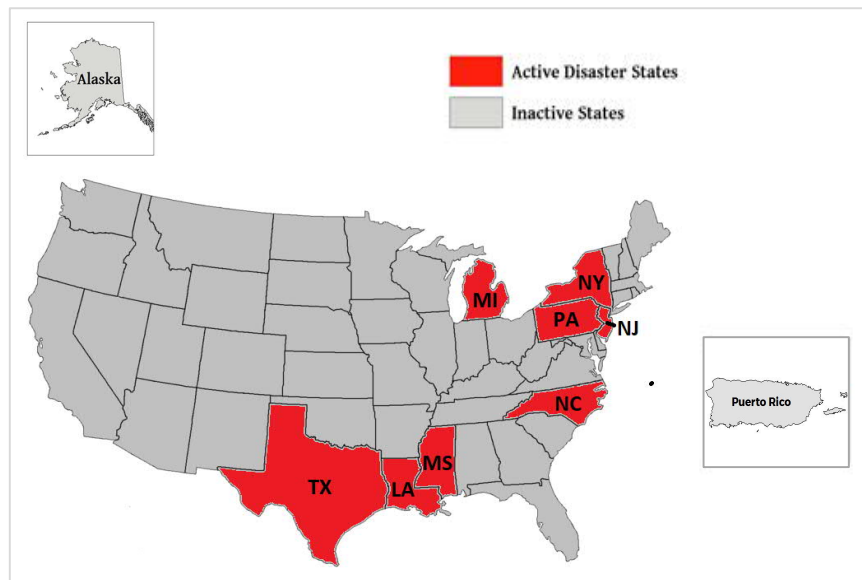 Alaska
Active Disaster States
Inactive States
MI
NY
PA
NJ
NC
Puerto Rico
MS
TX
LA